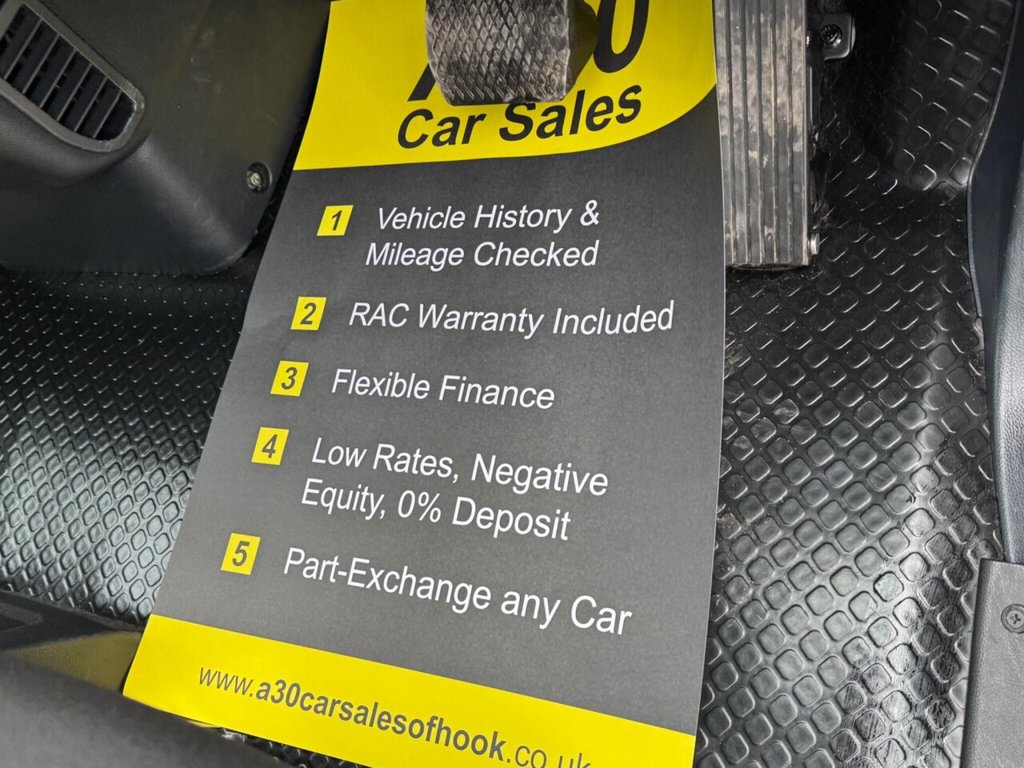 Car Sales
1 Vehicle History &
Mileage Checked
2 RAC Warranty Included
3 Flexible Finance
4 Low Rates, Negative
Equity, 0% Deposit
5 Part-Exchange any Car
www.a30carsalesofhook.co.uk